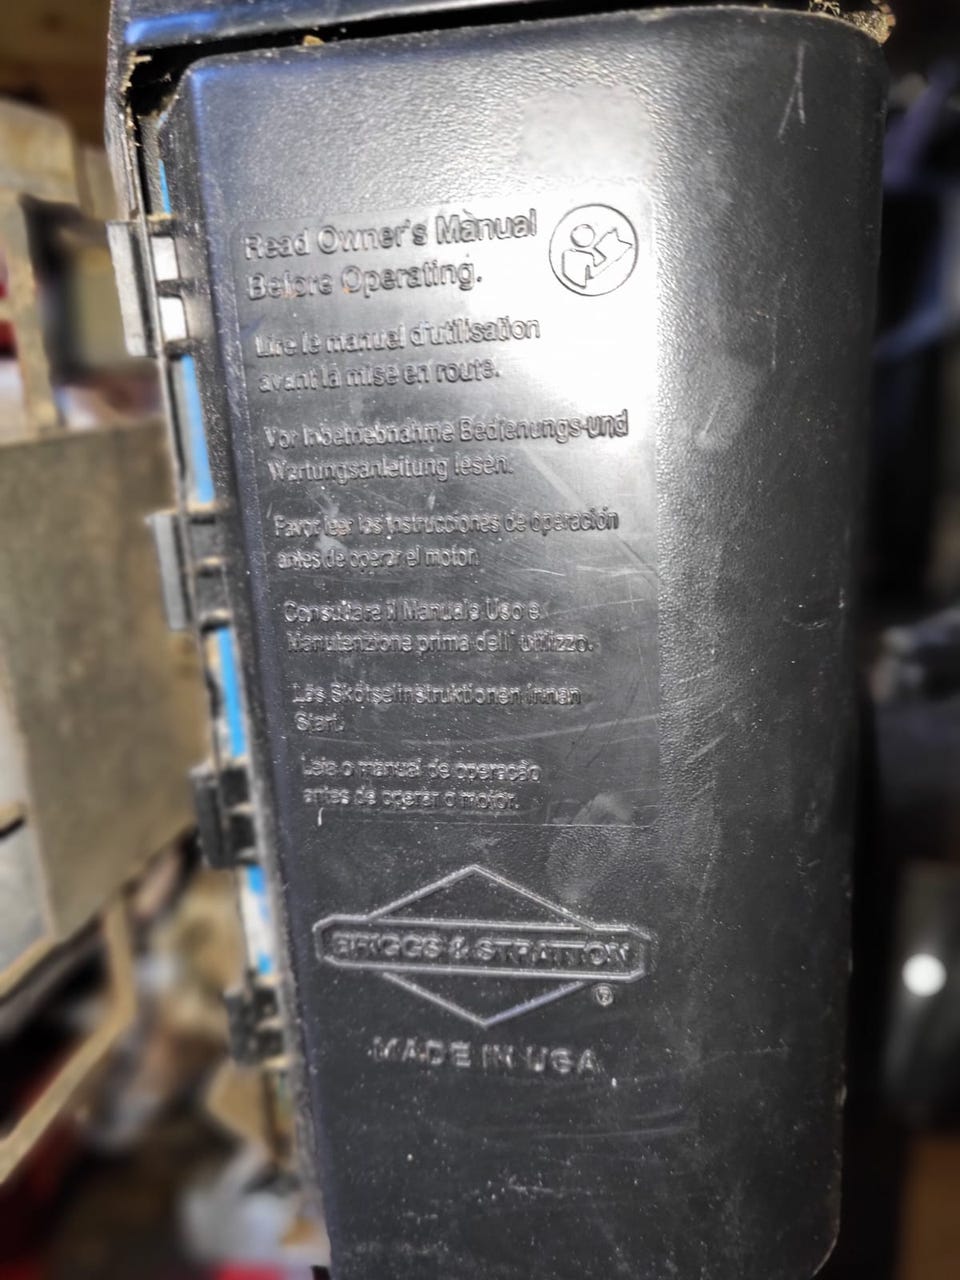 Read Owner's Manual
Before Operating.
Lire le manuel d'utilisation
avant la mise en route.
Vor Inbetriebnahme Bedienungs-und
Wartungsanleitung lesen.
Favor leer las instrucciones de operación
antes de operar el motor.
Consultare il Manuale Uso e
Manutenzione prima dell' utilizzo.
Läs Skötselinstruktionen innan
Start.
Leia o manual de operação
antes de operar o motor.
BRIGGS & STRATTON
®
MADE IN USA